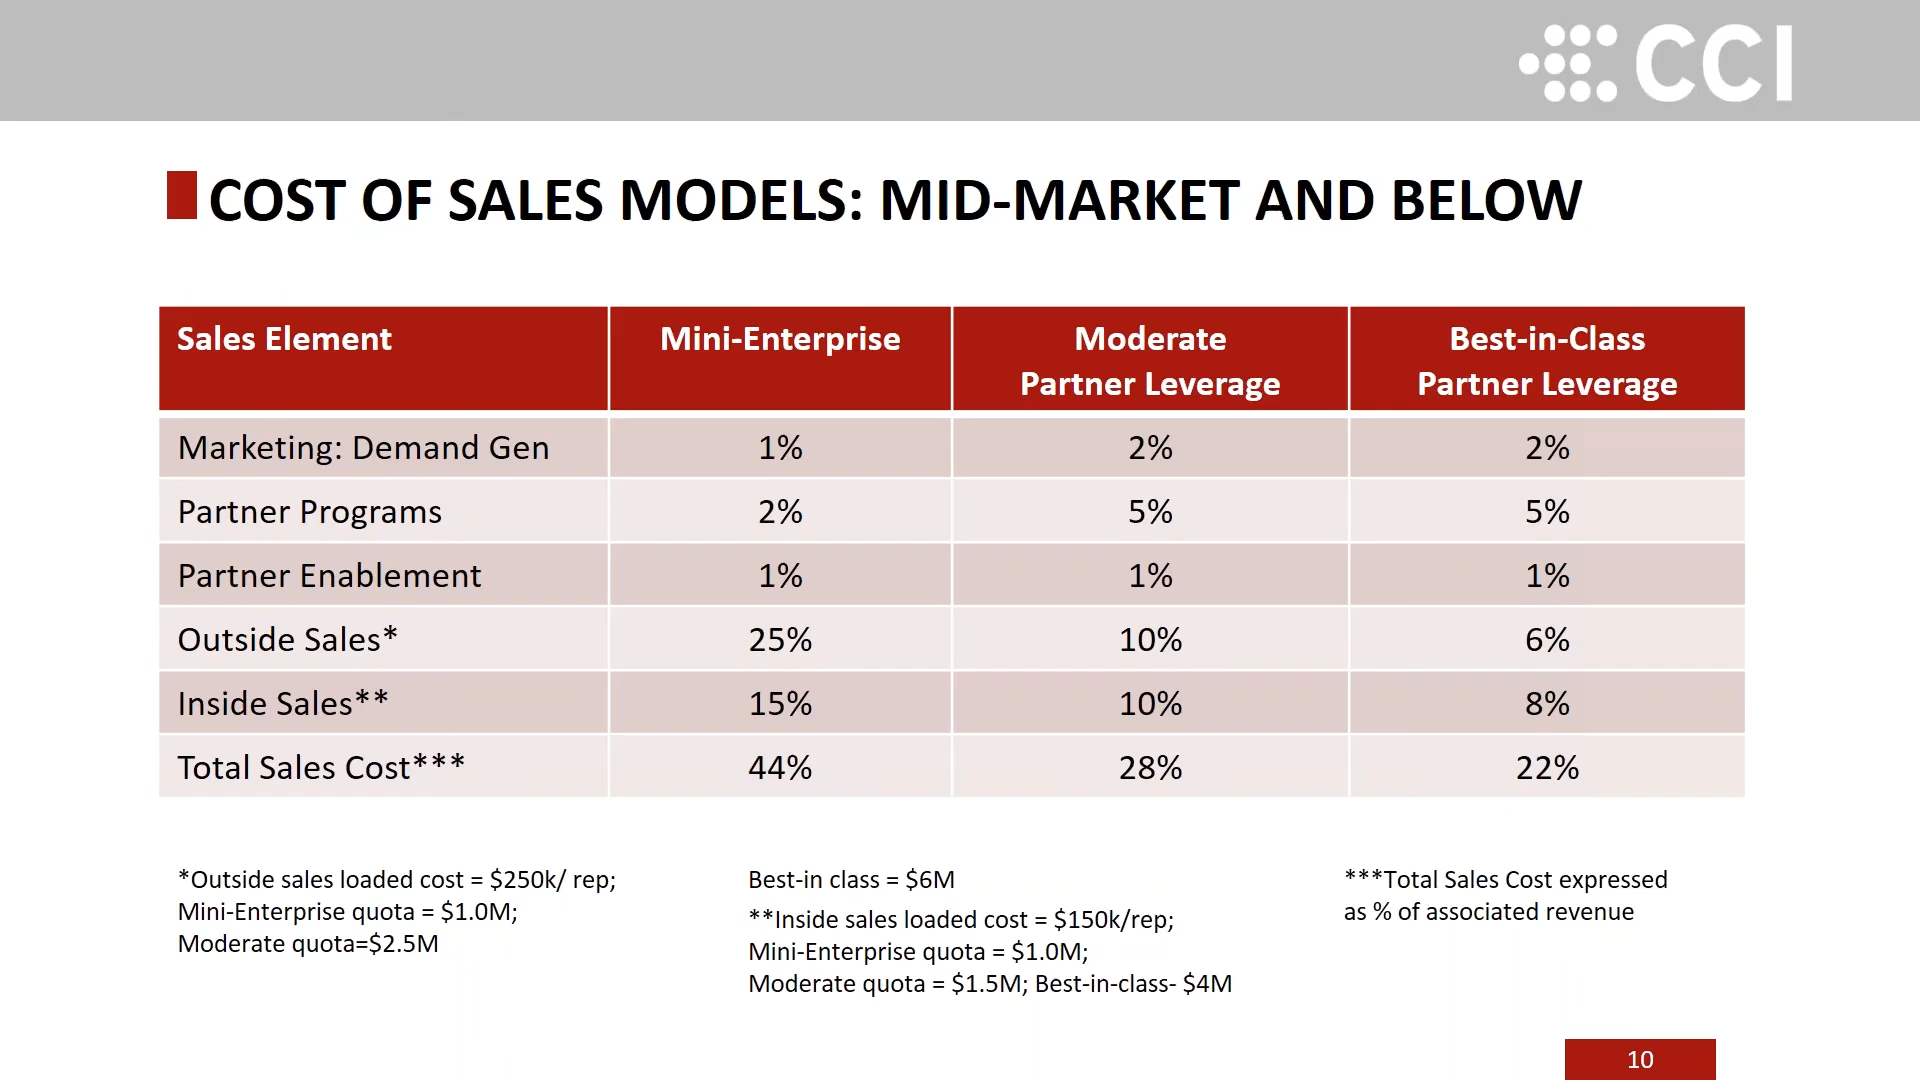 CCI
COST OF SALES MODELS: MID-MARKET AND BELOW
Sales Element Mini-Enterprise Moderate Best-in-Class
Partner Leverage Partner Leverage
Marketing: Demand Gen 1% 2% 2%
Partner Programs 2% 5% 5%
Partner Enablement 1% 1% 1%
Outside Sales* 25% 10% 6%
Inside Sales** 15% 10% 8%
Total Sales Cost*** 44% 28% 22%
*Outside sales loaded cost = $250k/ rep;
Mini-Enterprise quota = $1.0M;
Moderate quota=$2.5M
Best-in class = $6M
**Inside sales loaded cost = $150k/rep;
Mini-Enterprise quota = $1.0M;
Moderate quota = $1.5M; Best-in-class- $4M
***Total Sales Cost expressed
as % of associated revenue
10